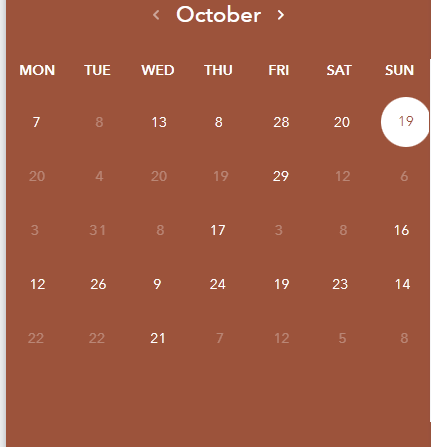 ‹ October ›
MON TUE WED THU FRI SAT SUN
7 8 13 8 28 20 19
20 4 20 19 29 12 6
3 31 8 17 3 8 16
12 26 9 24 19 23 14
22 22 21 7 12 5 8